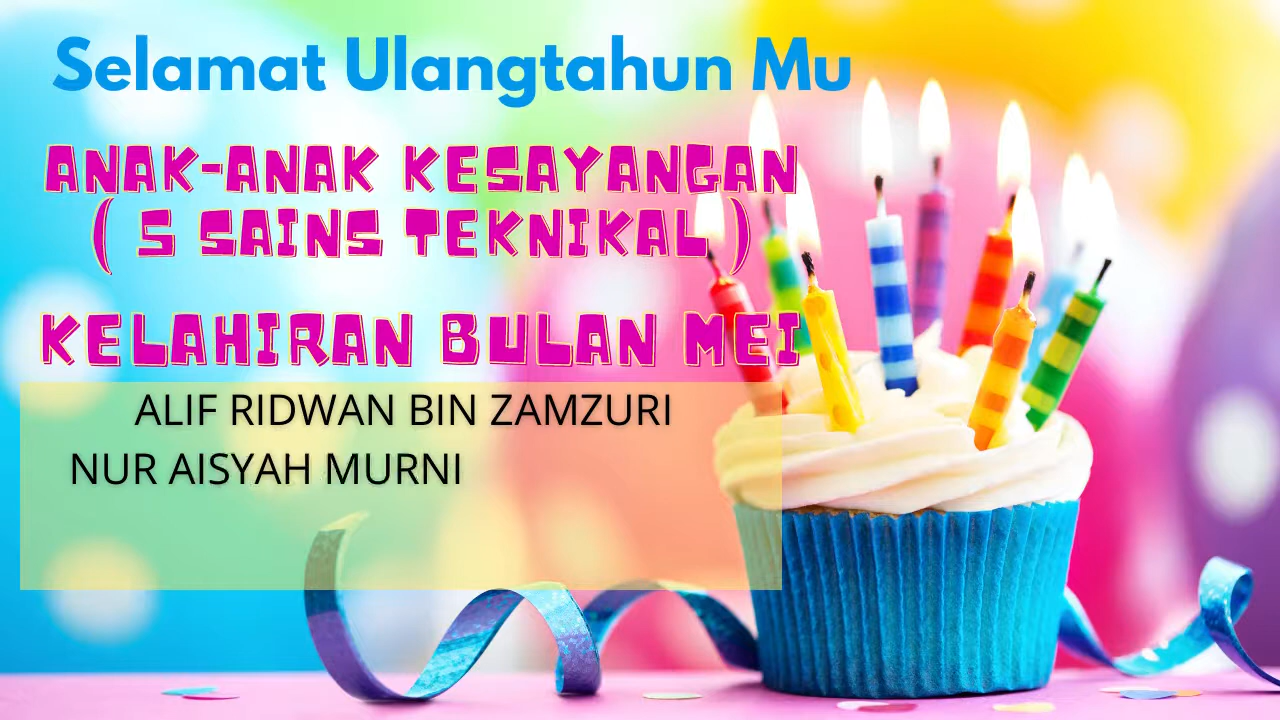 Selamat Ulangtahun Mu
ANAK-ANAK KESAYANGAN
( 5 SAINS TEKNIKAL )
KELAHIRAN BULAN MEI
ALIF RIDWAN BIN ZAMZURI
NUR AISYAH MURNI